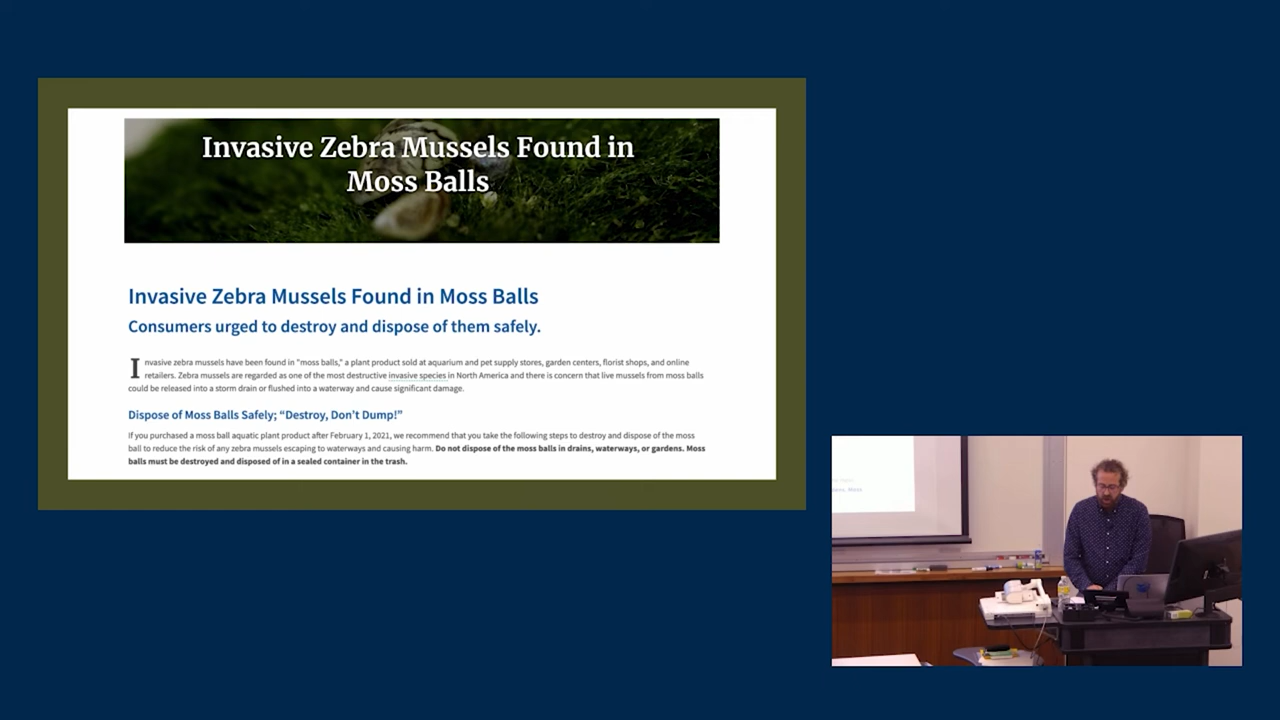 Invasive Zebra Mussels Found in
Moss Balls
Invasive Zebra Mussels Found in Moss Balls
Consumers urged to destroy and dispose of them safely.
Invasive zebra mussels have been found in "moss balls," a plant product sold at aquarium and pet supply stores, garden centers, florist shops, and online
retailers. Zebra mussels are regarded as one of the most destructive invasive species in North America and there is concern that live mussels from moss balls
could be released into a storm drain or flushed into a waterway and cause significant damage.
Dispose of Moss Balls Safely; “Destroy, Don’t Dump!”
If you purchased a moss ball aquatic plant product after February 1, 2021, we recommend that you take the following steps to destroy and dispose of the moss
ball to reduce the risk of any zebra mussels escaping to waterways and causing harm. Do not dispose of the moss balls in drains, waterways, or gardens. Moss
balls must be destroyed and disposed of in a sealed container in the trash.